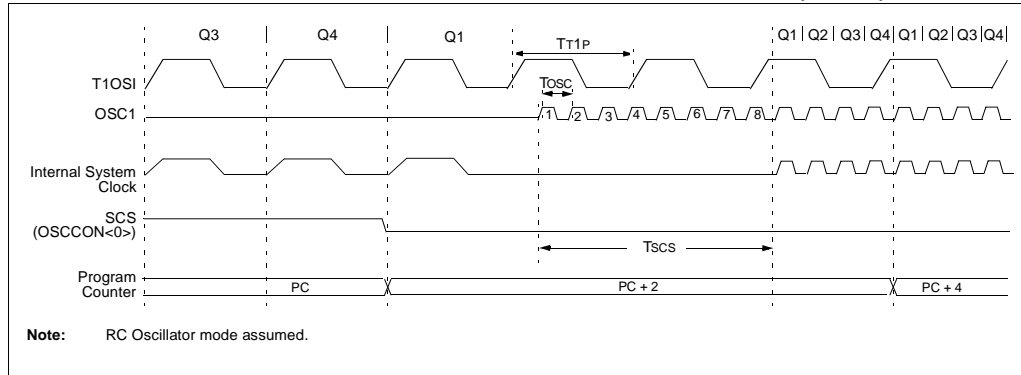 Q3 Q4 Q1 TT1P Q1 Q2 Q3 Q4 Q1 Q2 Q3 Q4
T1OSI
TOSC
OSC1 1 2 3 4 5 6 7 8
Internal System
Clock
SCS
(OSCCON<0>)
TSCS
Program
Counter PC PC + 2 PC + 4
Note: RC Oscillator mode assumed.